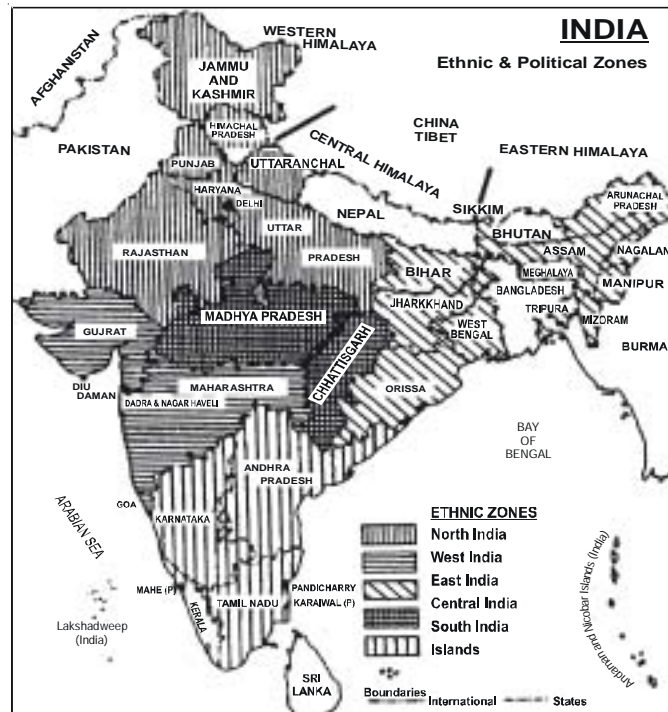 INDIA
Ethnic & Political Zones
WESTERN
HIMALAYA
AFGHANISTAN
JAMMU
AND
KASHMIR
HIMACHAL
PRADESH
CHINA
TIBET
PAKISTAN
PUNJAB
UTTARANCHAL
CENTRAL HIMALAYA
EASTERN HIMALAYA
HARYANA
DELHI
NEPAL
SIKKIM
ARUNACHAL
PRADESH
BHUTAN
UTTAR
PRADESH
RAJASTHAN
ASSAM
NAGALAN
BIHAR
MEGHALAYA
MANIPUR
BANGLADESH
JHARKKHAND
TRIPURA
MIZORAM
MADHYA PRADESH
WEST
BENGAL
GUJRAT
BURMA
CHHATTISGARH
DIU
DAMAN
MAHARASHTRA
ORISSA
DADRA & NAGAR HAVELI
BAY
OF
BENGAL
ANDHRA
PRADESH
ARABIAN SEA
GOA
KARNATAKA
ETHNIC ZONES
North India
West India
East India
Central India
South India
Islands
MAHE (P)
TAMIL NADU
PANDICHARRY
KARAIWAL (P)
KERALA
Lakshadweep
(India)
Andaman and Nicobar Islands (India)
SRI
LANKA
Boundaries
International
States